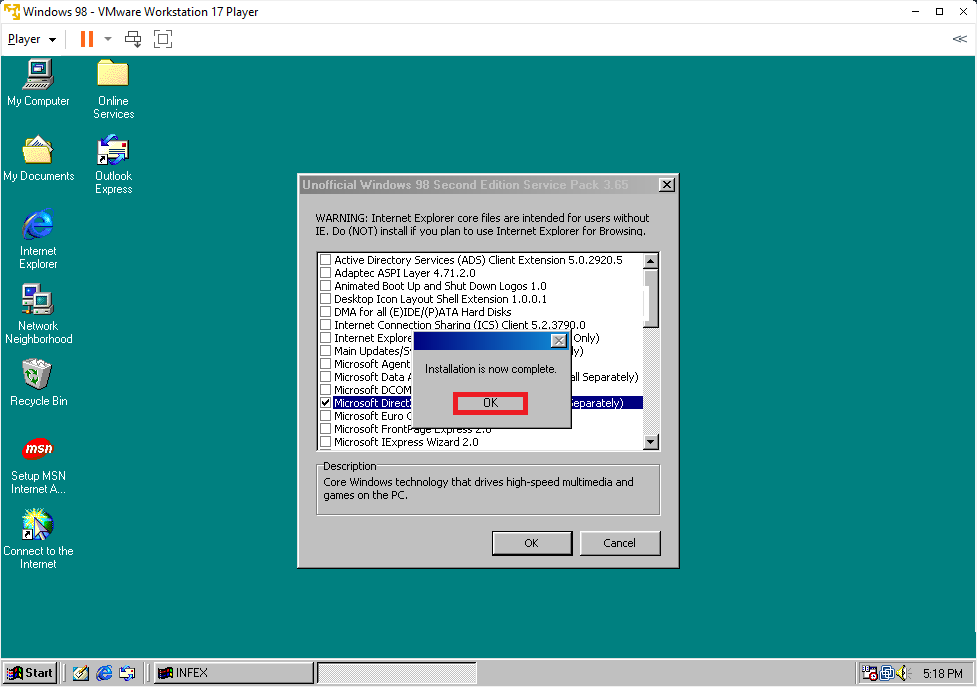 Windows 98 - VMware Workstation 17 Player
Player
My Computer
Online
Services
My Documents
Outlook
Express
Internet
Explorer
Network
Neighborhood
Recycle Bin
msn
Setup MSN
Internet A...
Connect to the
Internet
Unofficial Windows 98 Second Edition Service Pack 3.65
WARNING: Internet Explorer core files are intended for users without
IE. Do (NOT) install if you plan to use Internet Explorer for Browsing.
Active Directory Services (ADS) Client Extension 5.0.2920.5
Adaptec ASPI Layer 4.71.2.0
Animated Boot Up and Shut Down Logos 1.0
Desktop Icon Layout Shell Extension 1.0.0.1
DMA for all (E)IDE/(P)ATA Hard Disks
Internet Connection Sharing (ICS) Client 5.2.3790.0
Internet Explore Only)
Main Updates/S
Microsoft Agent
Microsoft Data all Separately)
Microsoft DCOM
Microsoft Direct Separately)
Microsoft Euro
Microsoft FrontPage Express 2.0
Microsoft IExpress Wizard 2.0
Installation is now complete.
OK
Description
Core Windows technology that drives high-speed multimedia and
games on the PC.
OK
Cancel
Start
INFEX
5:18 PM